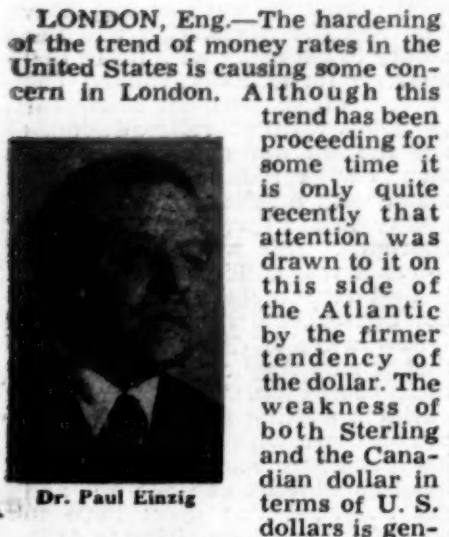 LONDON, Eng.—The hardening
of the trend of money rates in the
United States is causing some con-
cern in London. Although this
trend has been
proceeding for
some time it
is only quite
recently that
attention was
drawn to it on
this side of
the Atlantic
by the firmer
tendency of
the dollar. The
weakness of
both Sterling
and the Cana-
dian dollar in
terms of U. S.
dollars is gen-
Dr. Paul Einzig